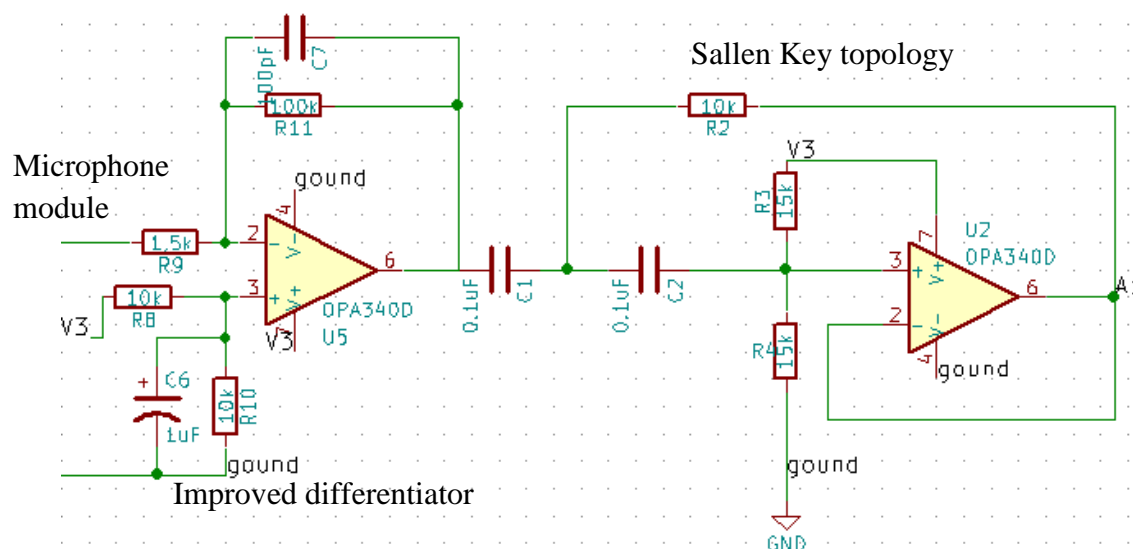 Sallen Key topology
C7
100pF
100k
R11
10k
R2
Microphone
module
gound
V3
R3
15k
1.5k
R9
2
4
V-
6
7
U2
OPA340D
10k
R8
V3
3
V+
OPA340D
U5
7
V3
0.1uF
C1
0.1uF
C2
3
V+
6
A
2
V-
4
gound
C6
1uF
10k
R10
R4
15k
gound
gound
Improved differentiator
GND